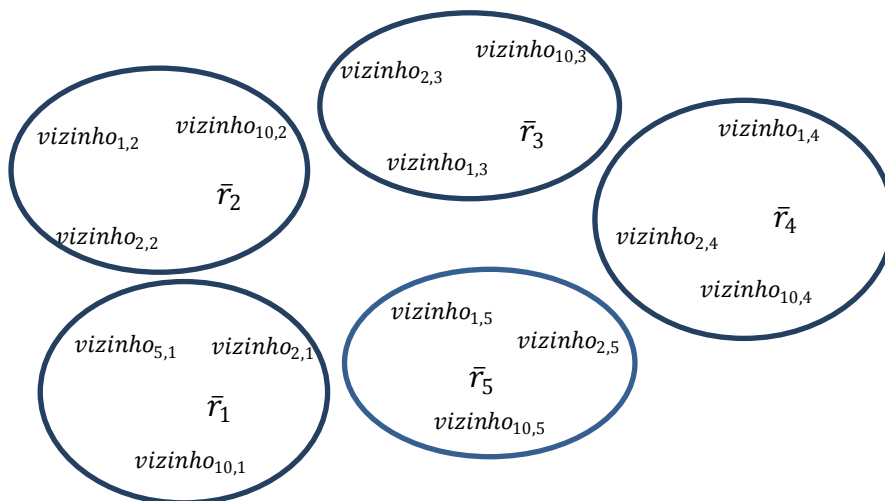 vizinho₁,₂
vizinho₁₀,₂
r̄₂
vizinho₂,₂
vizinho₂,₃
vizinho₁₀,₃
r̄₃
vizinho₁,₃
vizinho₁,₄
r̄₄
vizinho₂,₄
vizinho₁₀,₄
vizinho₅,₁
vizinho₂,₁
r̄₁
vizinho₁₀,₁
vizinho₁,₅
vizinho₂,₅
r̄₅
vizinho₁₀,₅